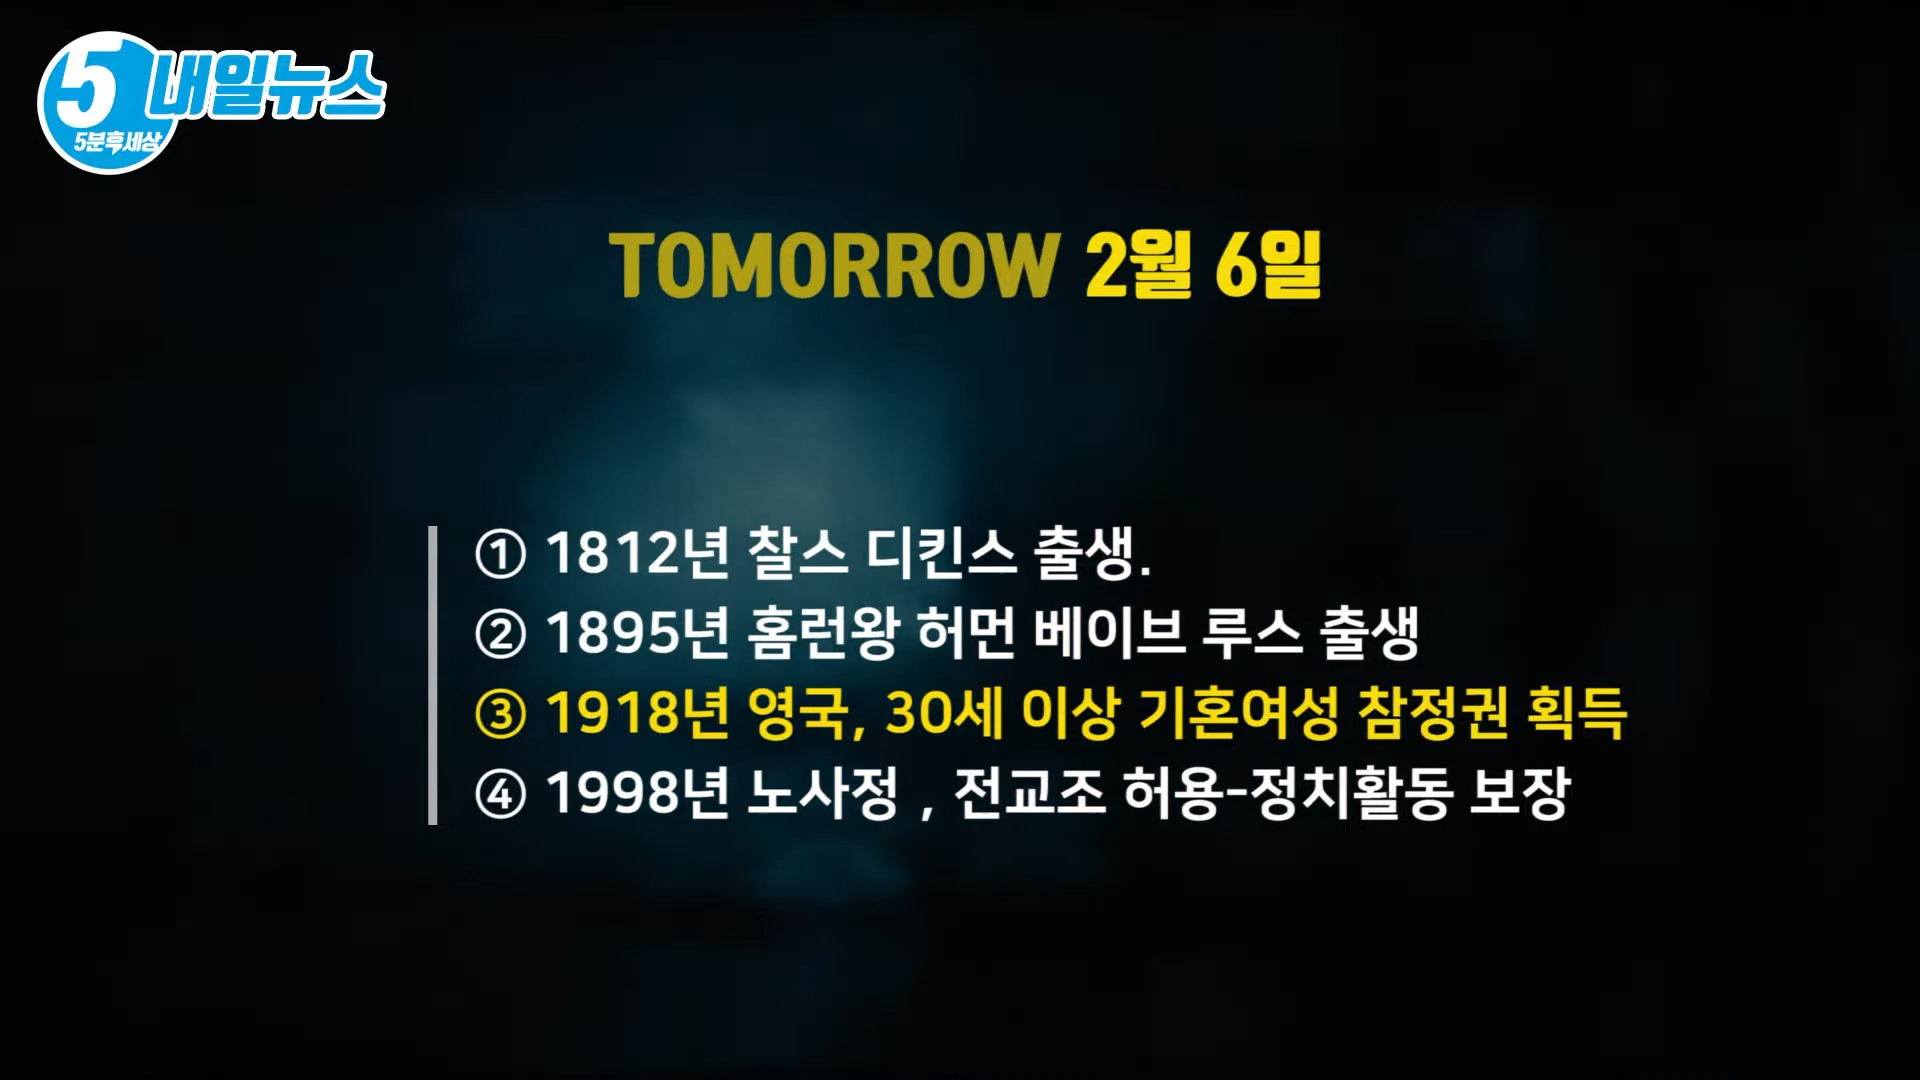 5 내일뉴스
5분후세상
TOMORROW 2월 6일
① 1812년 찰스 디킨스 출생.
② 1895년 홈런왕 허먼 베이브 루스 출생
③ 1918년 영국, 30세 이상 기혼여성 참정권 획득
④ 1998년 노사정 , 전교조 허용-정치활동 보장